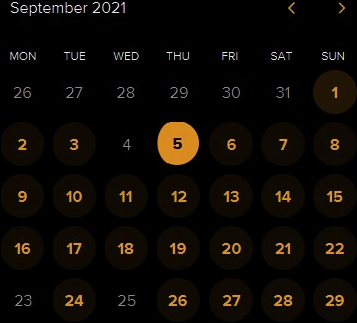 September 2021
MON TUE WED THU FRI SAT SUN
26 27 28 29 30 31 1
2 3 4 5 6 7 8
9 10 11 12 13 14 15
16 17 18 19 20 21 22
23 24 25 26 27 28 29